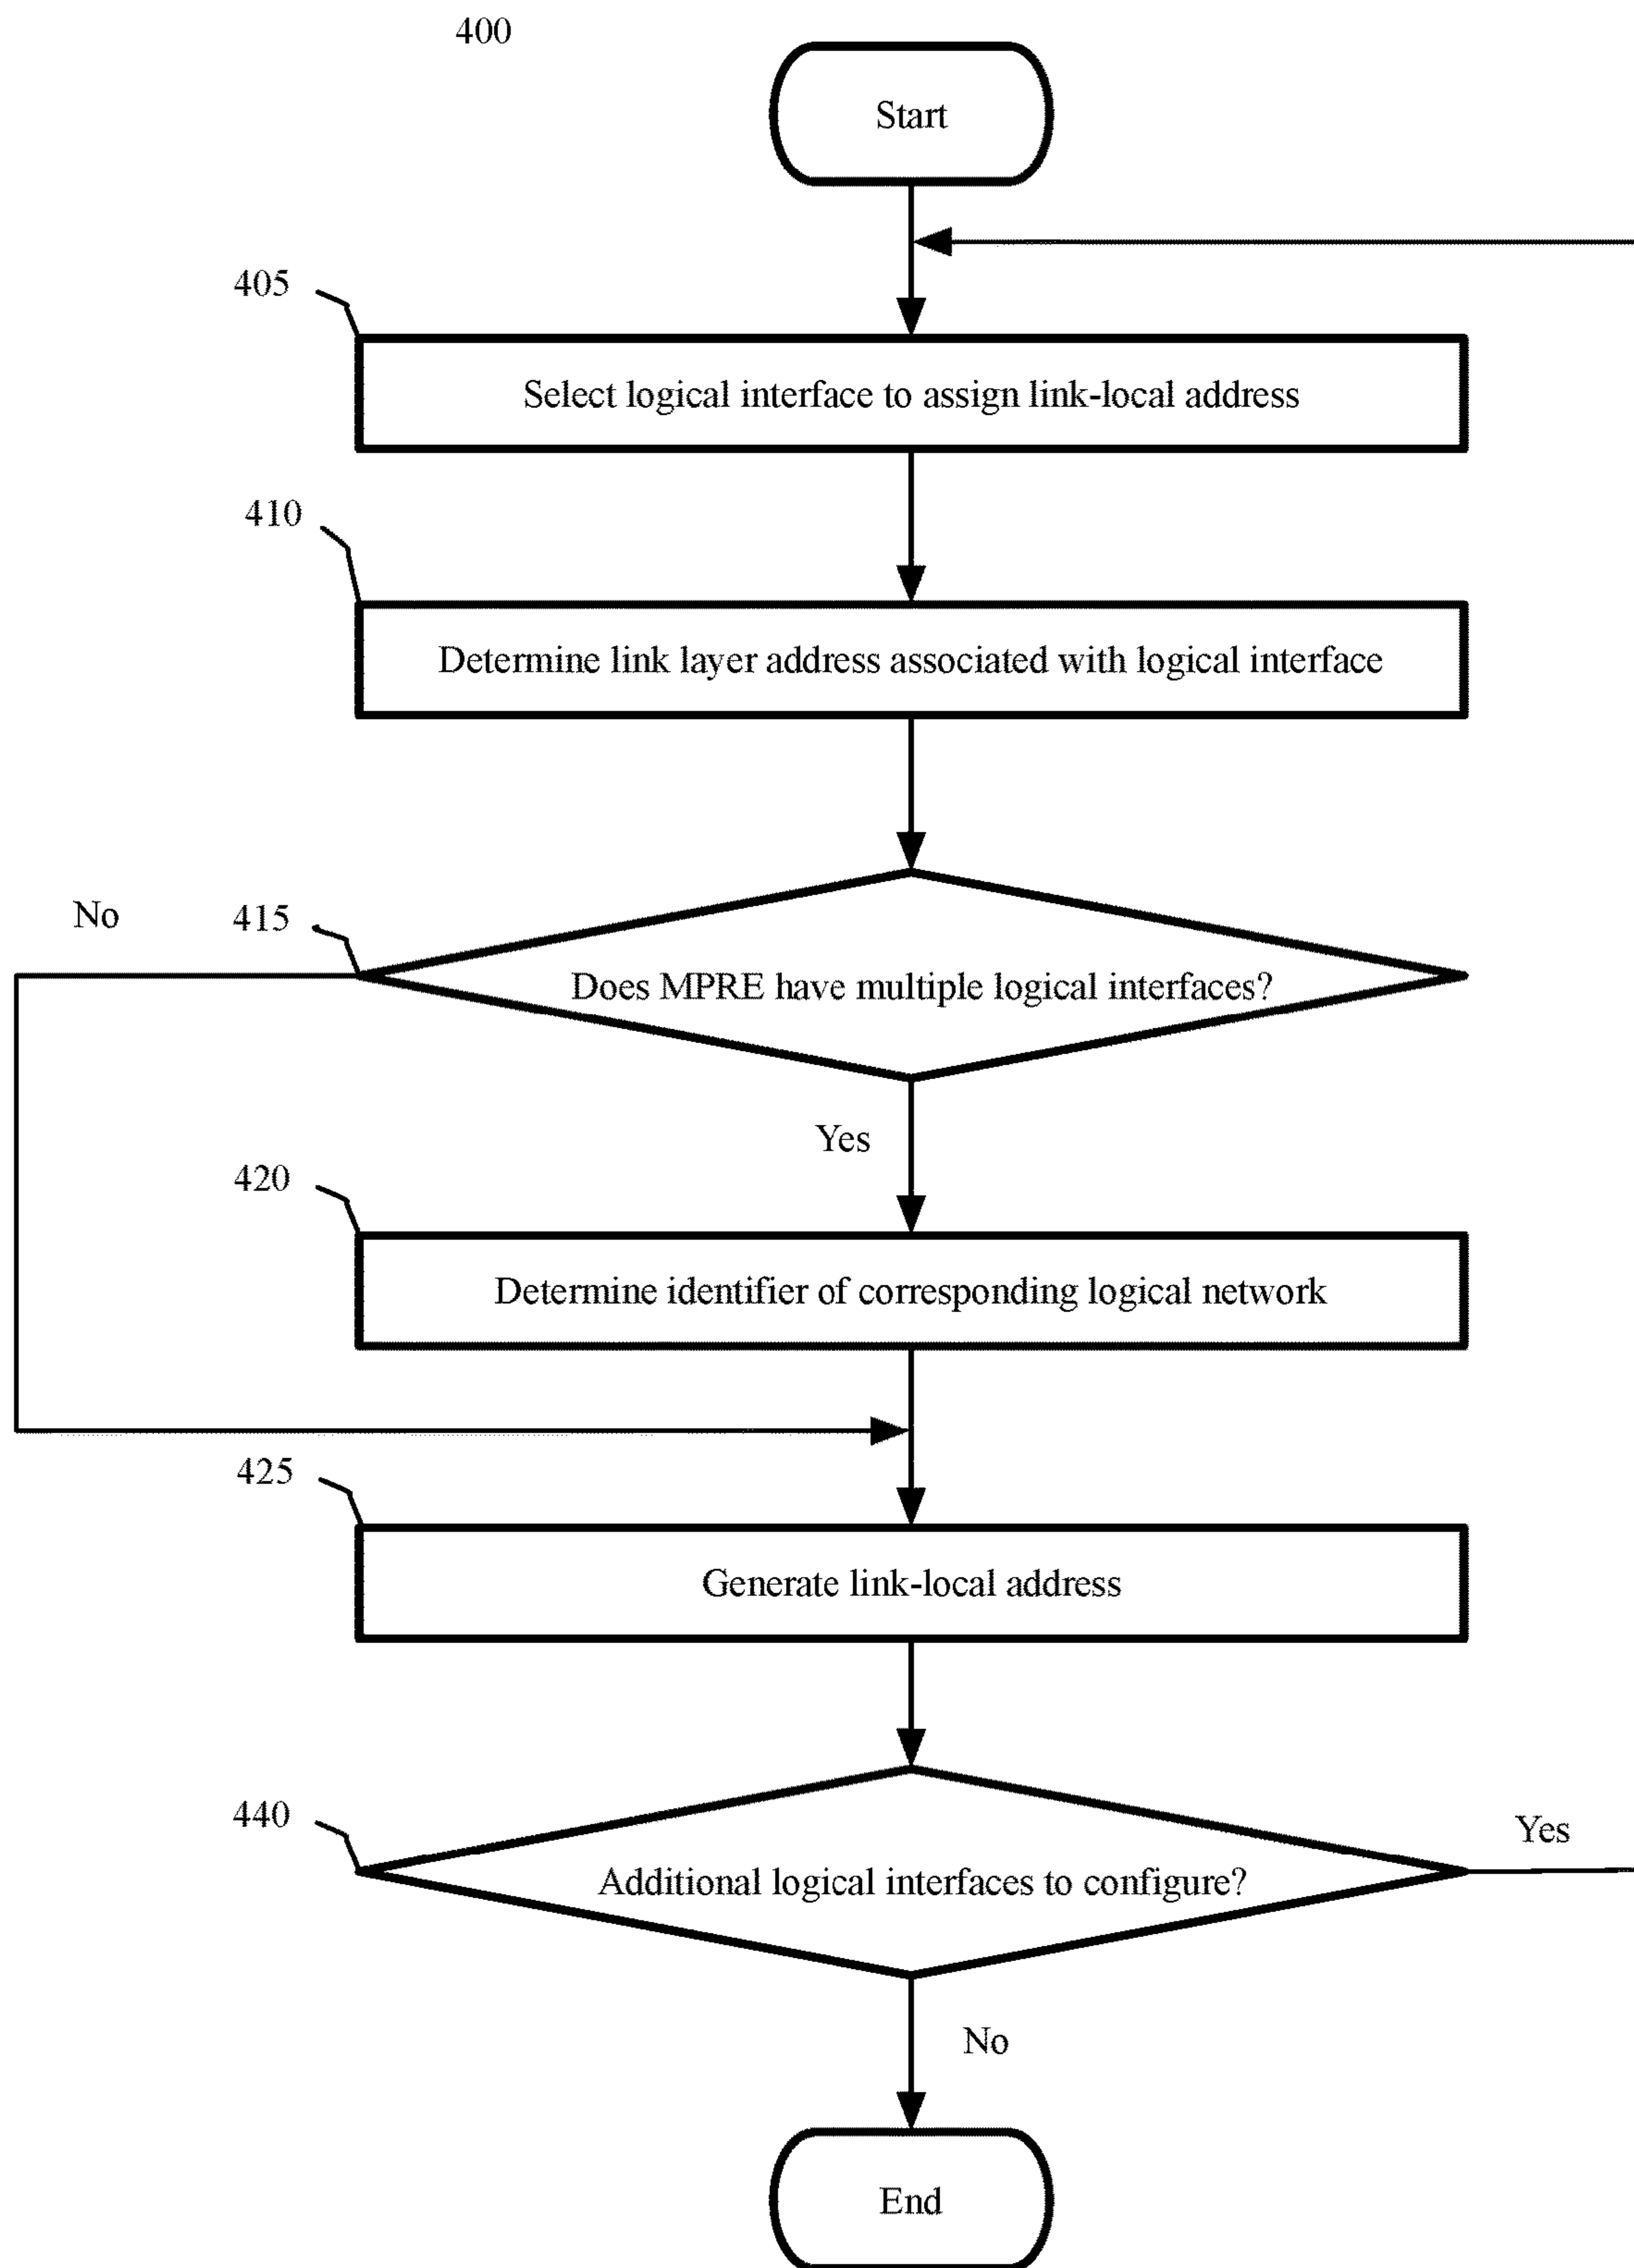 400
Start
405
Select logical interface to assign link-local address
410
Determine link layer address associated with logical interface
No
415
Does MPRE have multiple logical interfaces?
Yes
420
Determine identifier of corresponding logical network
425
Generate link-local address
440
Yes
Additional logical interfaces to configure?
No
End